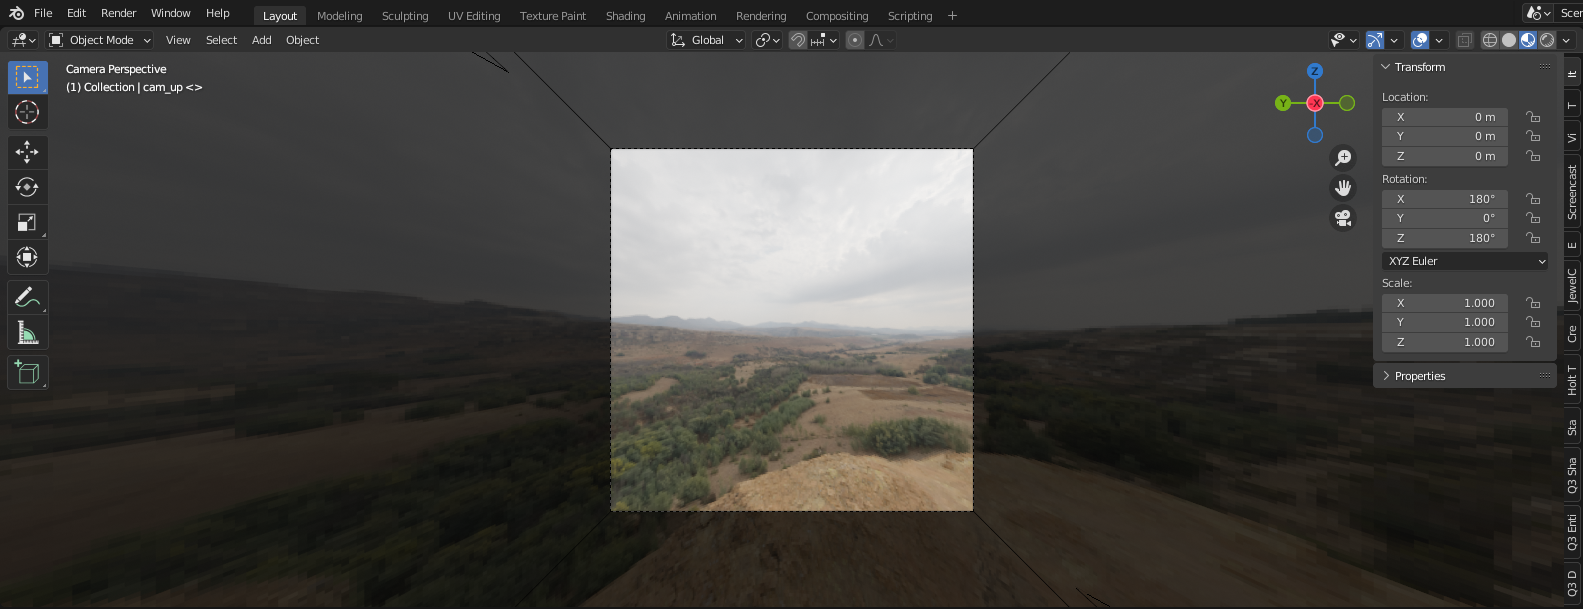 File Edit Render Window Help Layout Modeling Sculpting UV Editing Texture Paint Shading Animation Rendering Compositing Scripting + Scer
Object Mode View Select Add Object Global
Camera Perspective
(1) Collection | cam_up <>
Z
Y
-X
Transform
Location:
X 0 m
Y 0 m
Z 0 m
Rotation:
X 180°
Y 0°
Z 180°
XYZ Euler
Scale:
X 1.000
Y 1.000
Z 1.000
Properties
It
T
Vi
Screencast
E
JewelC
Cre
Holt T
Sta
Q3 Sha
Q3 Enti
Q3 D